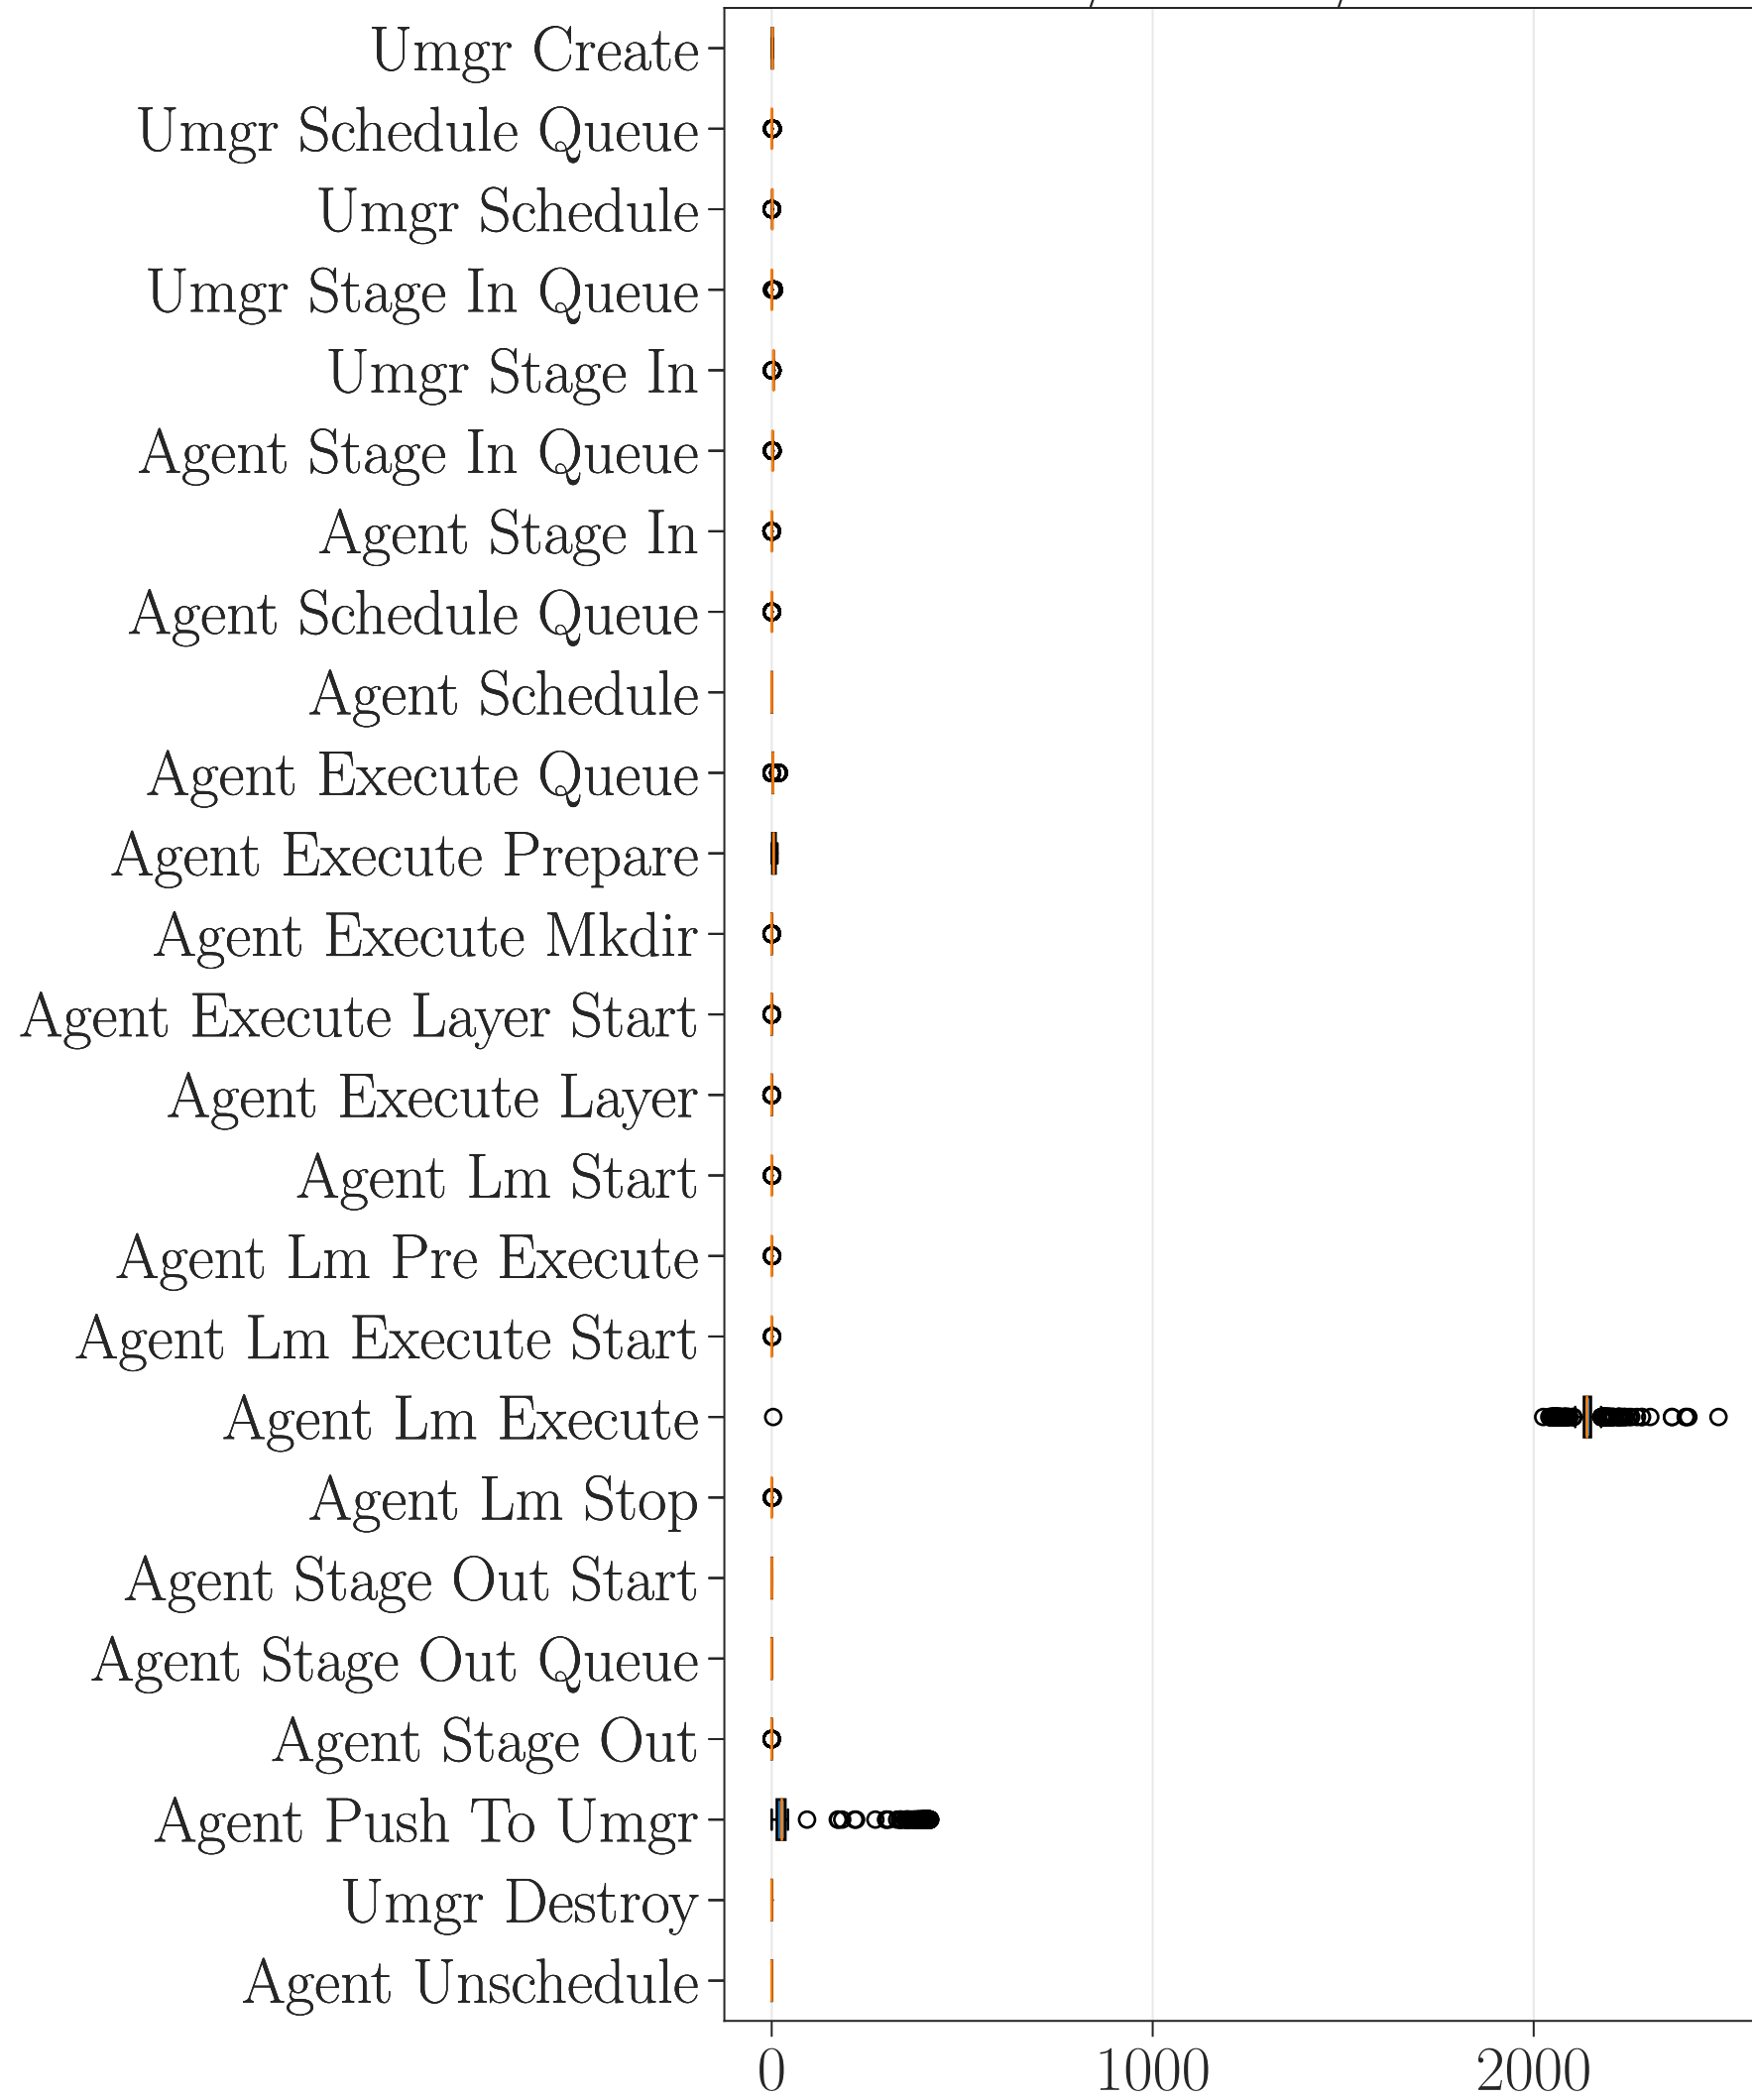 Umgr Create
Umgr Schedule Queue
Umgr Schedule
Umgr Stage In Queue
Umgr Stage In
Agent Stage In Queue
Agent Stage In
Agent Schedule Queue
Agent Schedule
Agent Execute Queue
Agent Execute Prepare
Agent Execute Mkdir
Agent Execute Layer Start
Agent Execute Layer
Agent Lm Start
Agent Lm Pre Execute
Agent Lm Execute Start
Agent Lm Execute
Agent Lm Stop
Agent Stage Out Start
Agent Stage Out Queue
Agent Stage Out
Agent Push To Umgr
Umgr Destroy
Agent Unschedule
0 1000 2000